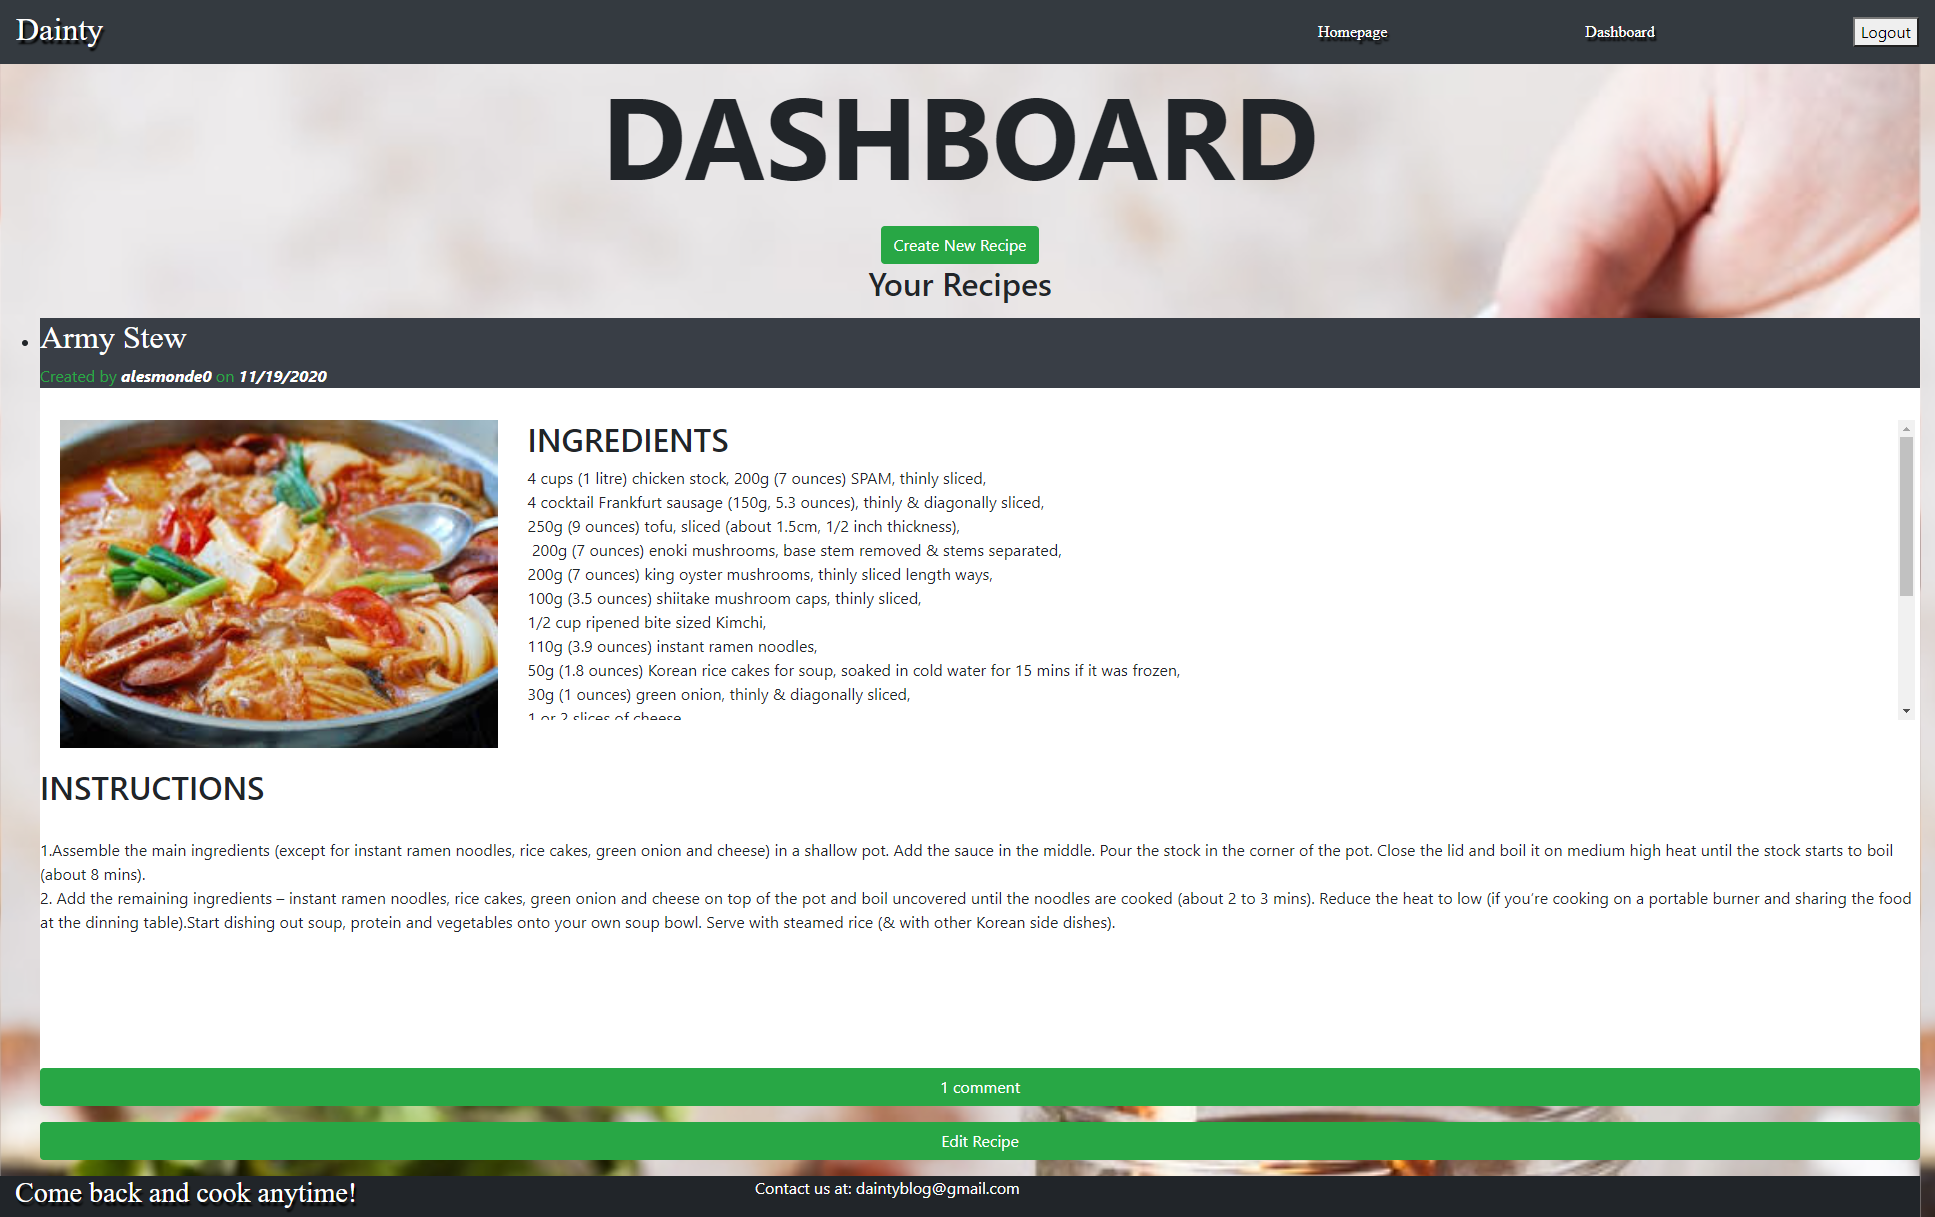 Dainty
Homepage
Dashboard
Logout
DASHBOARD
Create New Recipe
Your Recipes
Army Stew
Created by alesmonde0 on 11/19/2020
INGREDIENTS
4 cups (1 litre) chicken stock, 200g (7 ounces) SPAM, thinly sliced,
4 cocktail Frankfurt sausage (150g, 5.3 ounces), thinly & diagonally sliced,
250g (9 ounces) tofu, sliced (about 1.5cm, 1/2 inch thickness),
200g (7 ounces) enoki mushrooms, base stem removed & stems separated,
200g (7 ounces) king oyster mushrooms, thinly sliced length ways,
100g (3.5 ounces) shiitake mushroom caps, thinly sliced,
1/2 cup ripened bite sized Kimchi,
110g (3.9 ounces) instant ramen noodles,
50g (1.8 ounces) Korean rice cakes for soup, soaked in cold water for 15 mins if it was frozen,
30g (1 ounces) green onion, thinly & diagonally sliced,
1 or 2 slices of cheese
INSTRUCTIONS
1.Assemble the main ingredients (except for instant ramen noodles, rice cakes, green onion and cheese) in a shallow pot. Add the sauce in the middle. Pour the stock in the corner of the pot. Close the lid and boil it on medium high heat until the stock starts to boil
(about 8 mins).
2. Add the remaining ingredients – instant ramen noodles, rice cakes, green onion and cheese on top of the pot and boil uncovered until the noodles are cooked (about 2 to 3 mins). Reduce the heat to low (if you’re cooking on a portable burner and sharing the food
at the dinning table).Start dishing out soup, protein and vegetables onto your own soup bowl. Serve with steamed rice (& with other Korean side dishes).
1 comment
Edit Recipe
Come back and cook anytime!
Contact us at: daintyblog@gmail.com